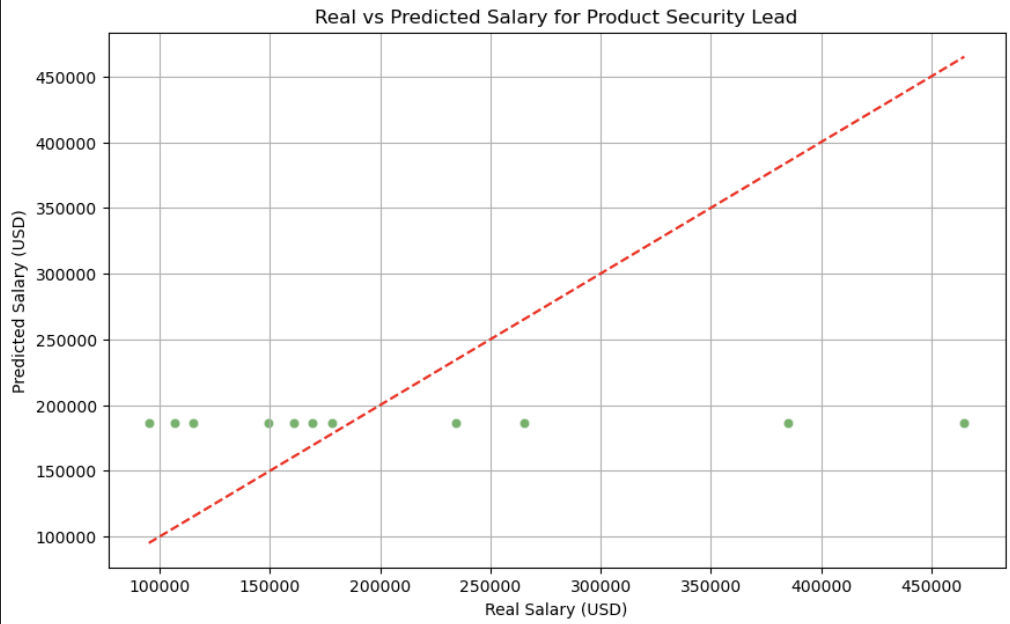 Real vs Predicted Salary for Product Security Lead
Predicted Salary (USD)
450000
400000
350000
300000
250000
200000
150000
100000
100000 150000 200000 250000 300000 350000 400000 450000
Real Salary (USD)